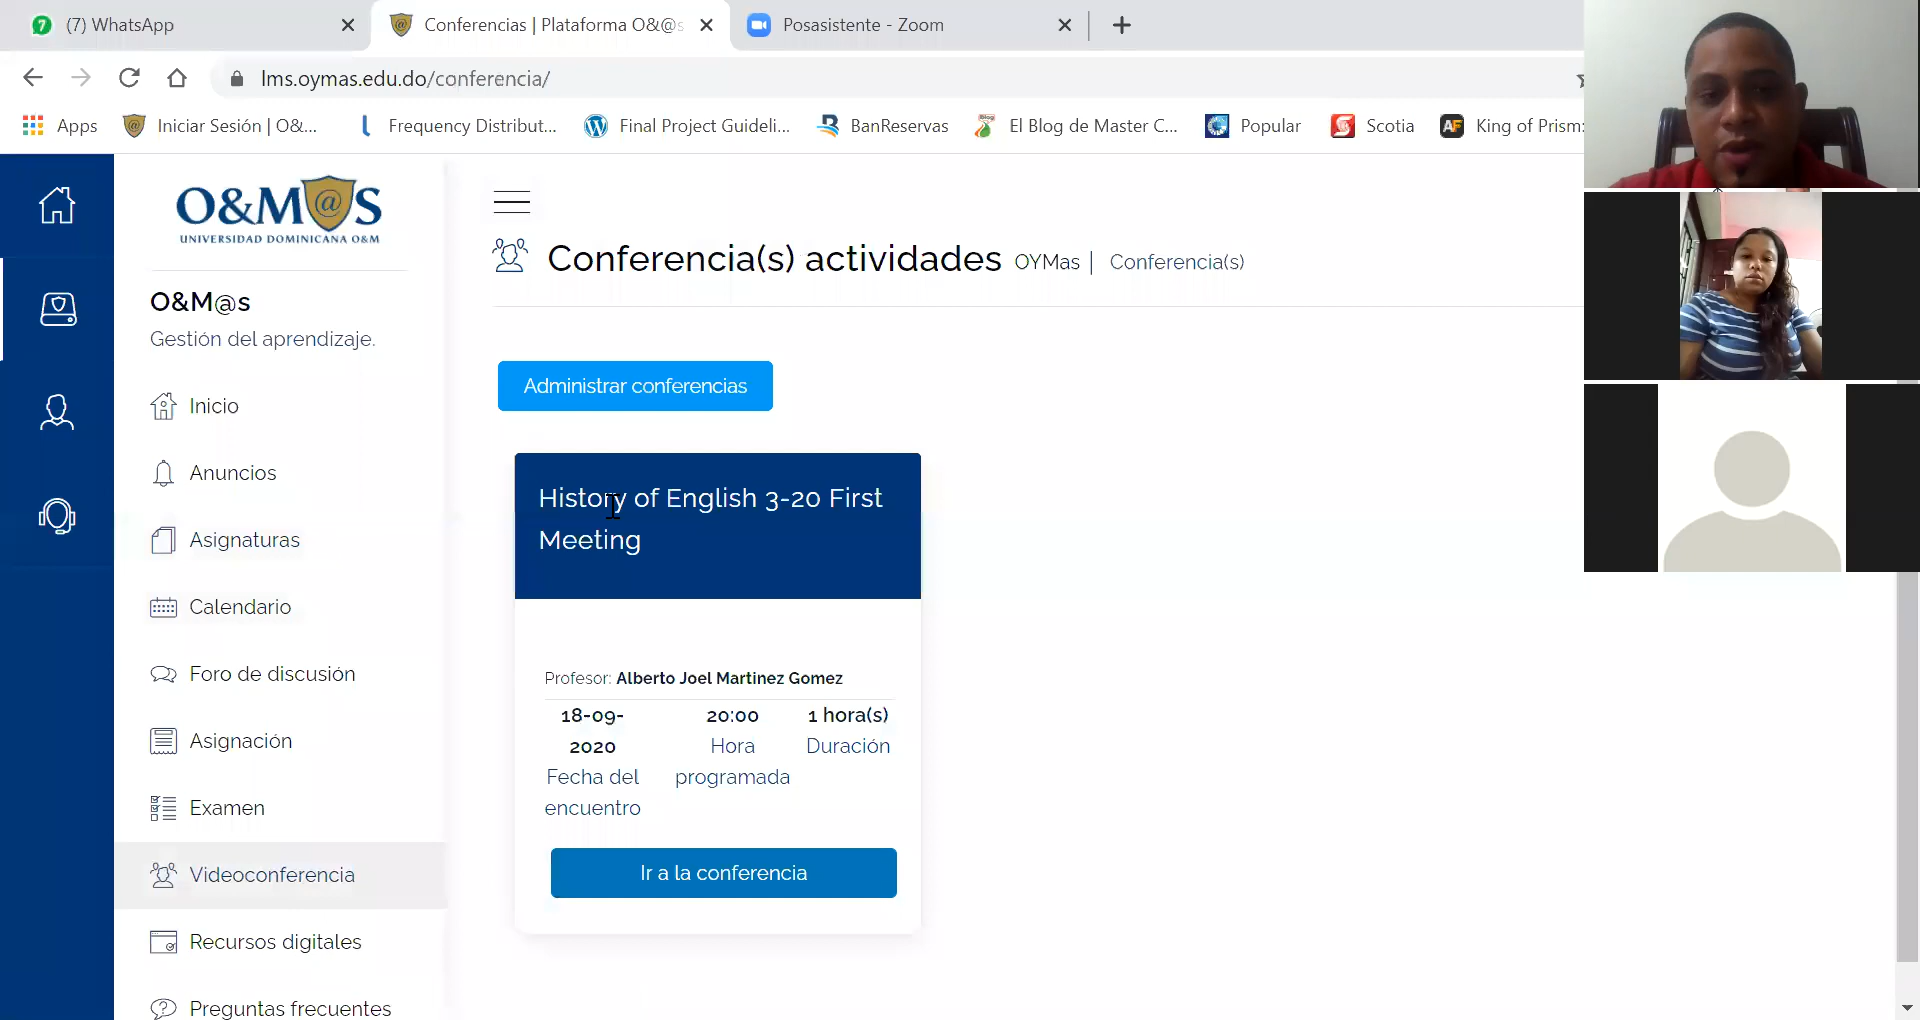 (7) WhatsApp
Conferencias | Plataforma O&@s
Posasistente - Zoom
lms.oymas.edu.do/conferencia/
Apps
Iniciar Sesión | O&...
Frequency Distribut...
Final Project Guideli...
BanReservas
El Blog de Master C...
Popular
Scotia
King of Prism:
O&M@S
UNIVERSIDAD DOMINICANA O&M
O&M@s
Gestión del aprendizaje.
Inicio
Anuncios
Asignaturas
Calendario
Foro de discusión
Asignación
Examen
Videoconferencia
Recursos digitales
Preguntas frecuentes
Conferencia(s) actividades OYMas | Conferencia(s)
Administrar conferencias
History of English 3-20 First
Meeting
Profesor: Alberto Joel Martinez Gomez
18-09-
2020
Fecha del
encuentro
20:00
Hora
programada
1 hora(s)
Duración
Ir a la conferencia